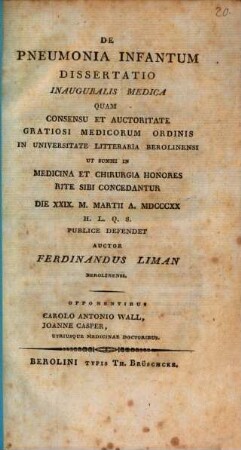 20.
DE
PNEUMONIA INFANTUM
DISSERTATIO
INAUGURALIS MEDICA
QUAM
CONSENSU ET AUCTORITATE
GRATIOSI MEDICORUM ORDINIS
IN UNIVERSITATE LITTERARIA BEROLINENSI
UT SUMMI IN
MEDICINA ET CHIRURGIA HONORES
RITE SIBI CONCEDANTUR
DIE XXIX. M. MARTII A. MDCCCXX
H. L. Q. S.
PUBLICE DEFENDET
AUCTOR
FERDINANDUS LIMAN
BEROLINENSIS.
OPPONENTIBUS
CAROLO ANTONIO WALL,
JOANNE CASPER,
UTRIUSQUE MEDICINAE DOCTORIBUS.
BEROLINI TYPIS TH. BRÜSCHCKE.